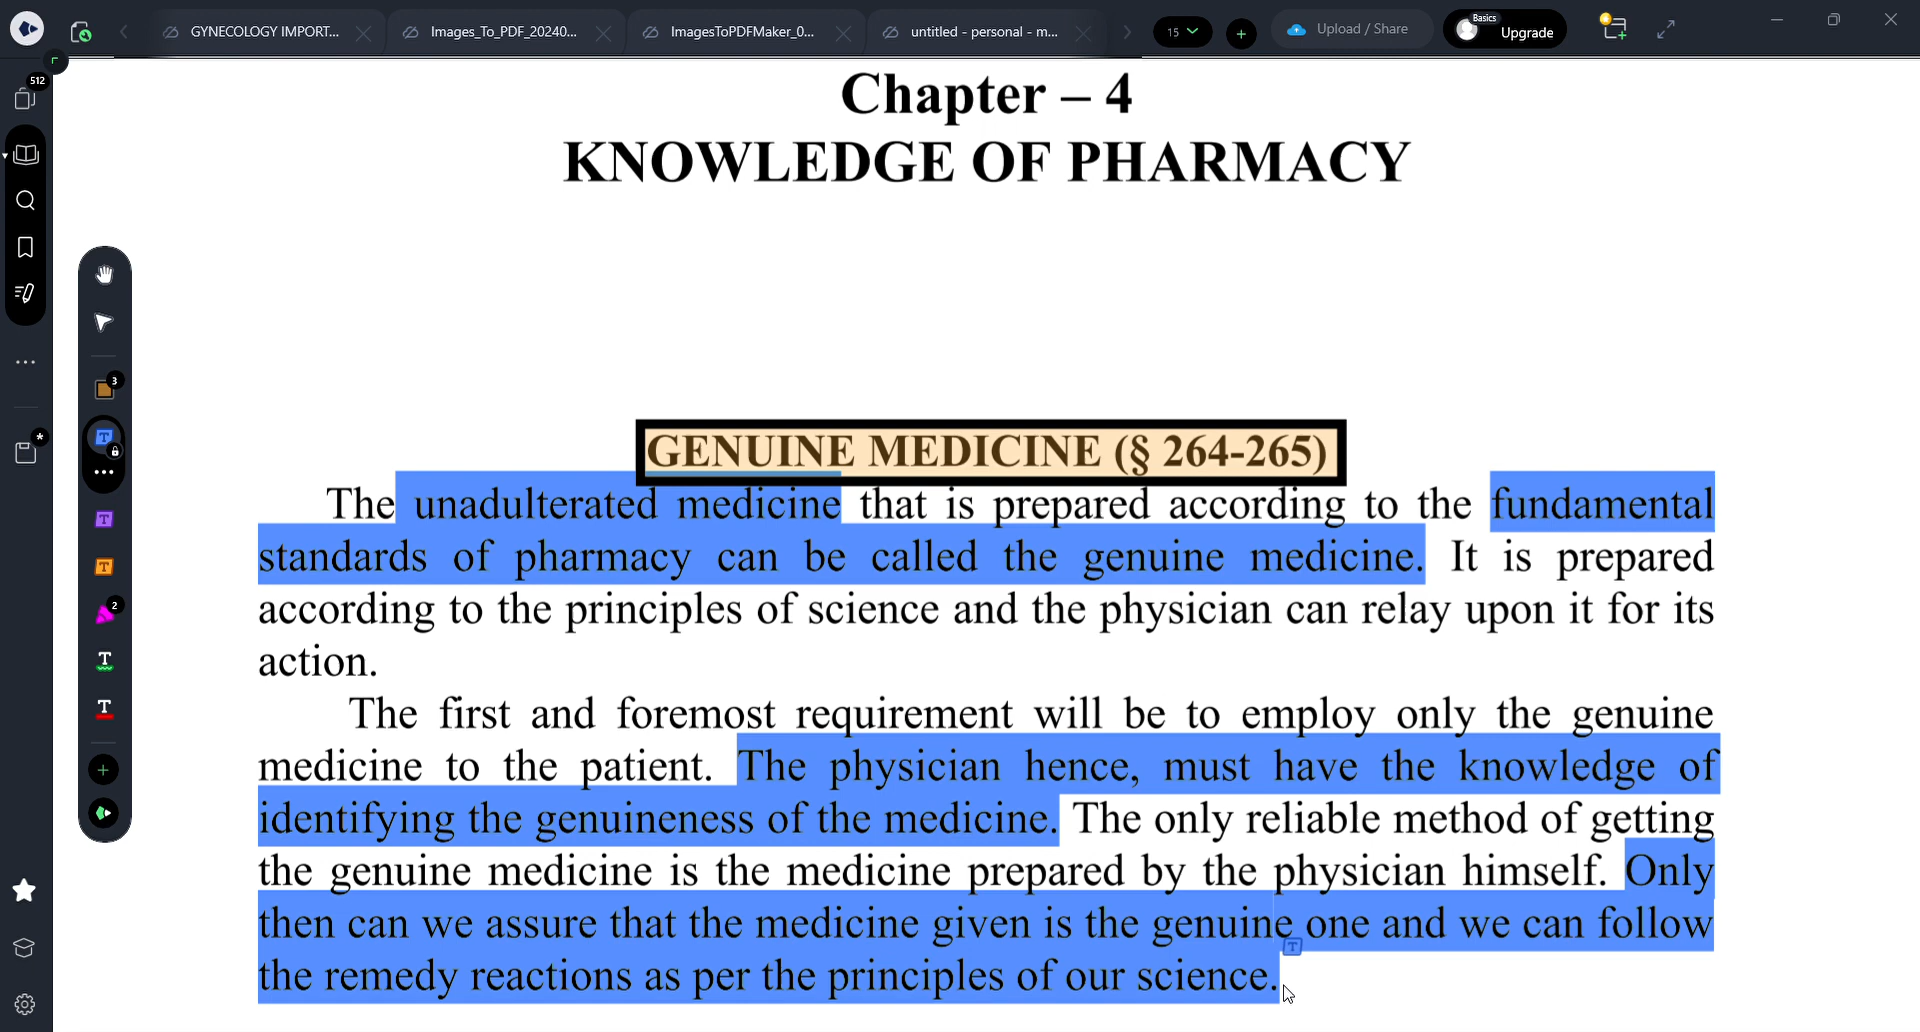 GYNECOLOGY IMPORT...
Images_To_PDF_20240...
ImagesToPDFMaker_0...
untitled - personal - m...
15
Upload / Share
Basics
Upgrade
512
Chapter – 4
KNOWLEDGE OF PHARMACY
3
T
T
T
2
T
T
GENUINE MEDICINE (§ 264-265)
The unadulterated medicine that is prepared according to the fundamental
standards of pharmacy can be called the genuine medicine. It is prepared
according to the principles of science and the physician can relay upon it for its
action.
The first and foremost requirement will be to employ only the genuine
medicine to the patient. The physician hence, must have the knowledge of
identifying the genuineness of the medicine. The only reliable method of getting
the genuine medicine is the medicine prepared by the physician himself. Only
then can we assure that the medicine given is the genuine one and we can follow
T
the remedy reactions as per the principles of our science.